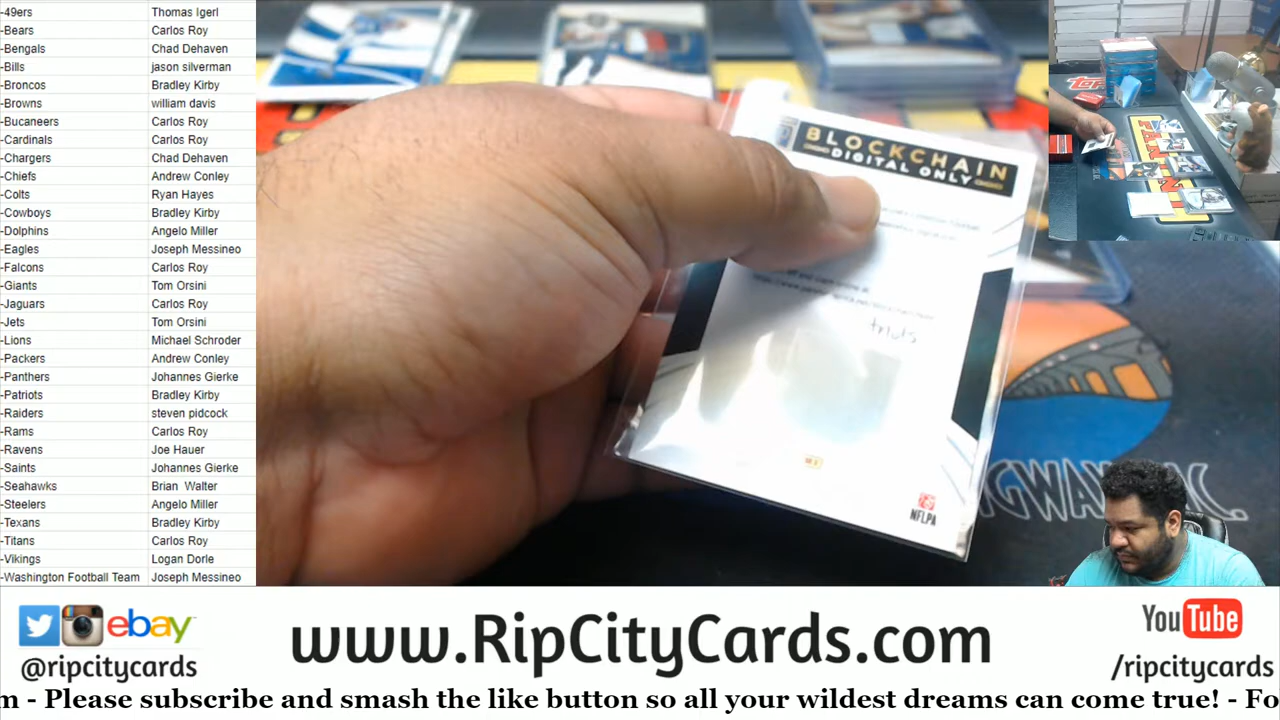 -49ers Thomas Igerl
-Bears Carlos Roy
-Bengals Chad Dehaven
-Bills jason silverman
-Broncos Bradley Kirby
-Browns william davis
-Bucaneers Carlos Roy
-Cardinals Carlos Roy
-Chargers Chad Dehaven
-Chiefs Andrew Conley
-Colts Ryan Hayes
-Cowboys Bradley Kirby
-Dolphins Angelo Miller
-Eagles Joseph Messineo
-Falcons Carlos Roy
-Giants Tom Orsini
-Jaguars Carlos Roy
-Jets Tom Orsini
-Lions Michael Schroder
-Packers Andrew Conley
-Panthers Johannes Gierke
-Patriots Bradley Kirby
-Raiders steven pidcock
-Rams Carlos Roy
-Ravens Joe Hauer
-Saints Johannes Gierke
-Seahawks Brian Walter
-Steelers Angelo Miller
-Texans Bradley Kirby
-Titans Carlos Roy
-Vikings Logan Dorle
-Washington Football Team Joseph Messineo
BLOCKCHAIN
DIGITAL ONLY
NFLPA
Topps
ebay
@ripcitycards
www.RipCityCards.com
YouTube
/ripcitycards
m - Please subscribe and smash the like button so all your wildest dreams can come true! - Fo